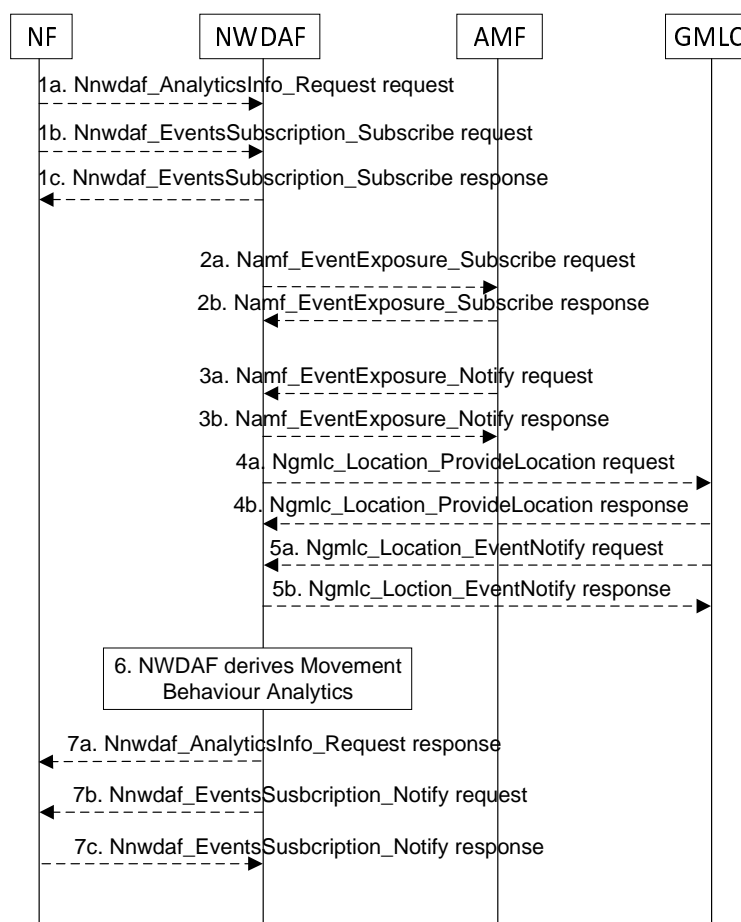 NF NWDAF AMF GMLC
1a. Nnwdaf_AnalyticsInfo_Request request
1b. Nnwdaf_EventsSubscription_Subscribe request
1c. Nnwdaf_EventsSubscription_Subscribe response
2a. Namf_EventExposure_Subscribe request
2b. Namf_EventExposure_Subscribe response
3a. Namf_EventExposure_Notify request
3b. Namf_EventExposure_Notify response
4a. Ngmlc_Location_ProvideLocation request
4b. Ngmlc_Location_ProvideLocation response
5a. Ngmlc_Location_EventNotify request
5b. Ngmlc_Loction_EventNotify response
6. NWDAF derives Movement
Behaviour Analytics
7a. Nnwdaf_AnalyticsInfo_Request response
7b. Nnwdaf_EventsSusbcription_Notify request
7c. Nnwdaf_EventsSusbcription_Notify response